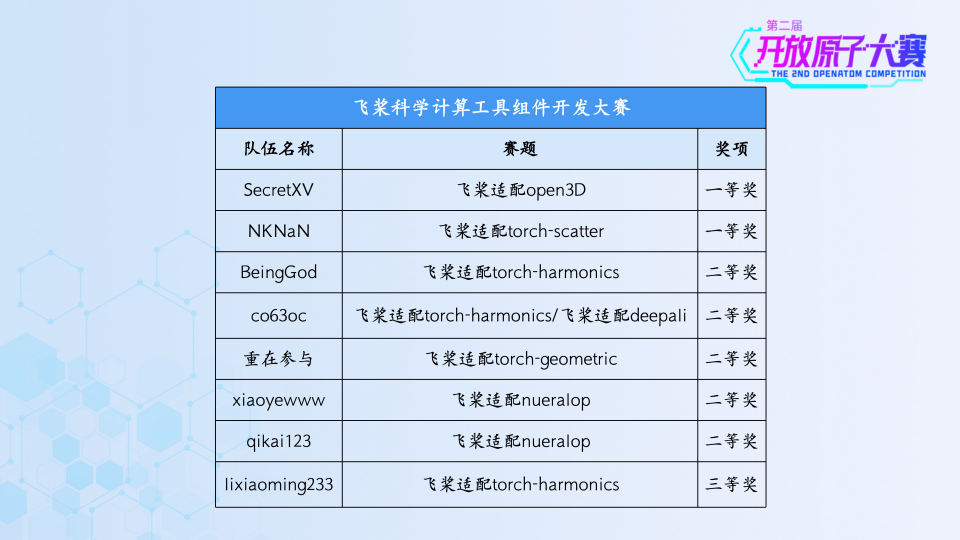 第二届
开放原子大赛
THE 2ND OPENATOM COMPETITION
飞桨科学计算工具组件开发大赛
队伍名称 赛题 奖项
SecretXV 飞桨适配open3D 一等奖
NKNaN 飞桨适配torch-scatter 一等奖
BeingGod 飞桨适配torch-harmonics 二等奖
co63oc 飞桨适配torch-harmonics/飞桨适配deepali 二等奖
重在参与 飞桨适配torch-geometric 二等奖
xiaoyewww 飞桨适配nueralop 二等奖
qikai123 飞桨适配nueralop 二等奖
lixiaoming233 飞桨适配torch-harmonics 三等奖